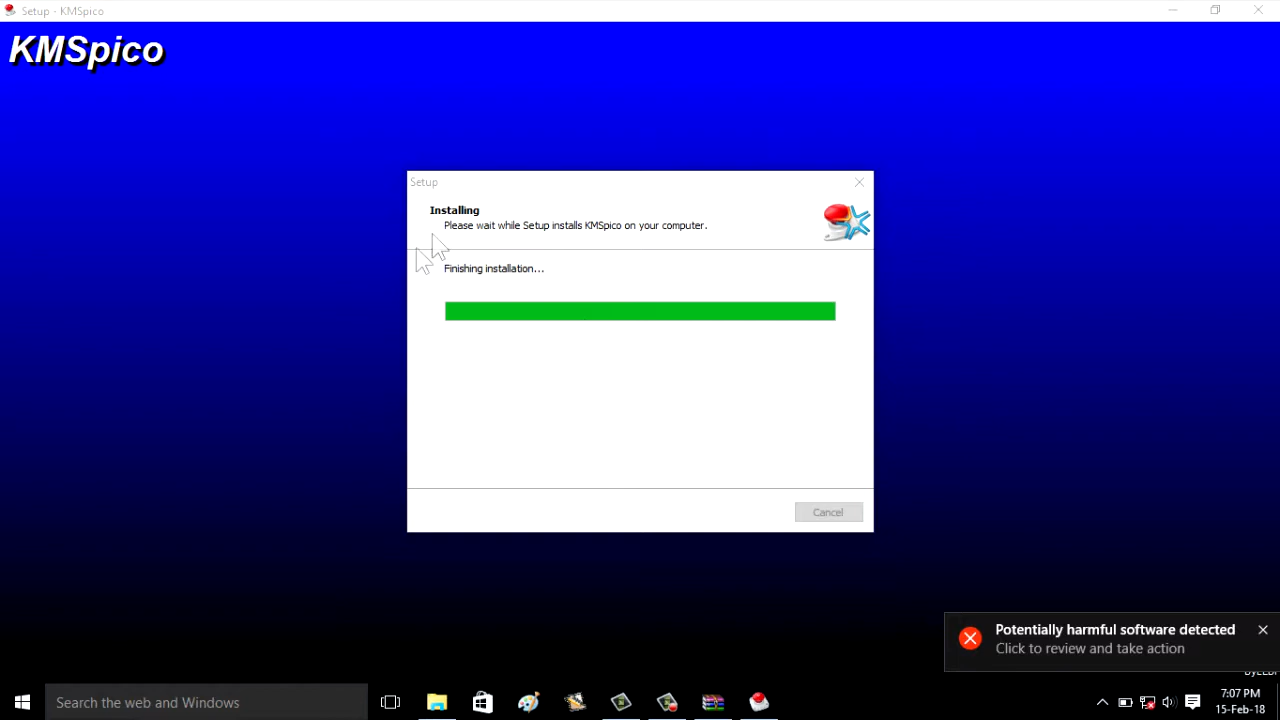 Setup - KMSpico
KMSpico
Setup
Installing
Please wait while Setup installs KMSpico on your computer.
Finishing installation...
Cancel
Potentially harmful software detected
Click to review and take action
Search the web and Windows
7:07 PM
15-Feb-18